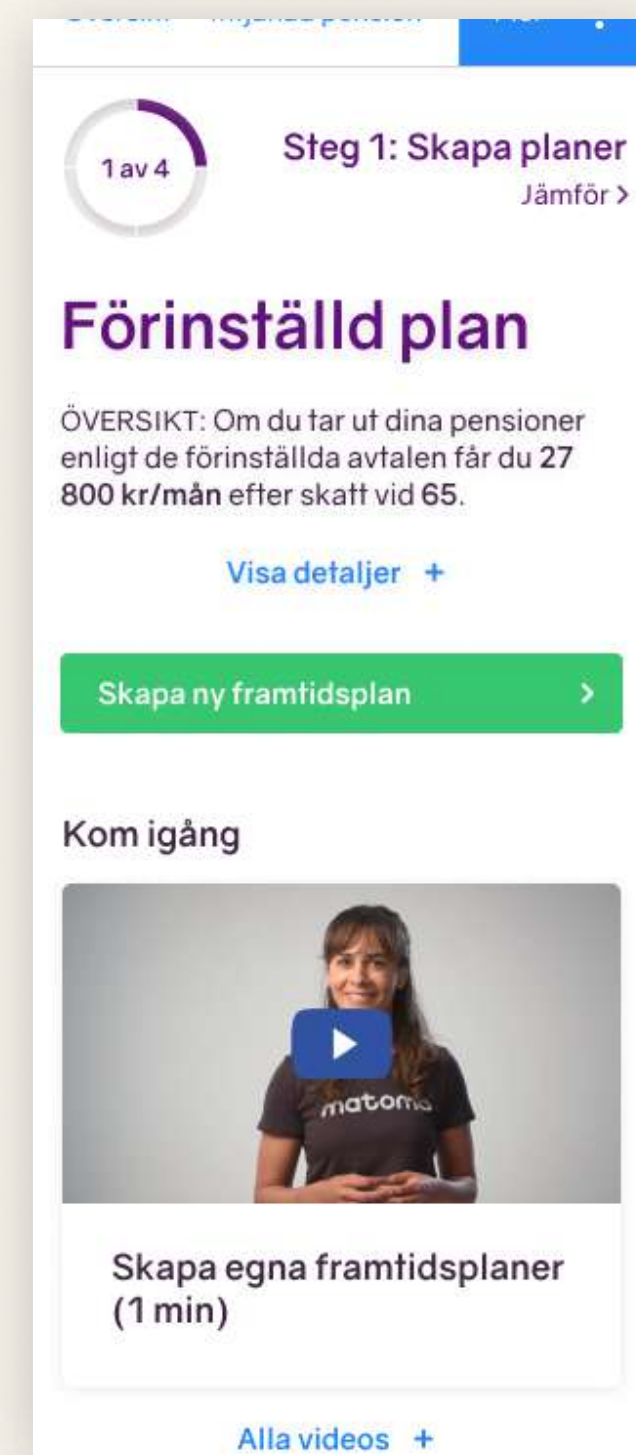 1 av 4
Steg 1: Skapa planer
Jämför >
Förinställd plan
ÖVERSIKT: Om du tar ut dina pensioner
enligt de förinställda avtalen får du 27
800 kr/mån efter skatt vid 65.
Visa detaljer +
Skapa ny framtidsplan >
Kom igång
Skapa egna framtidsplaner
(1 min)
Alla videos +